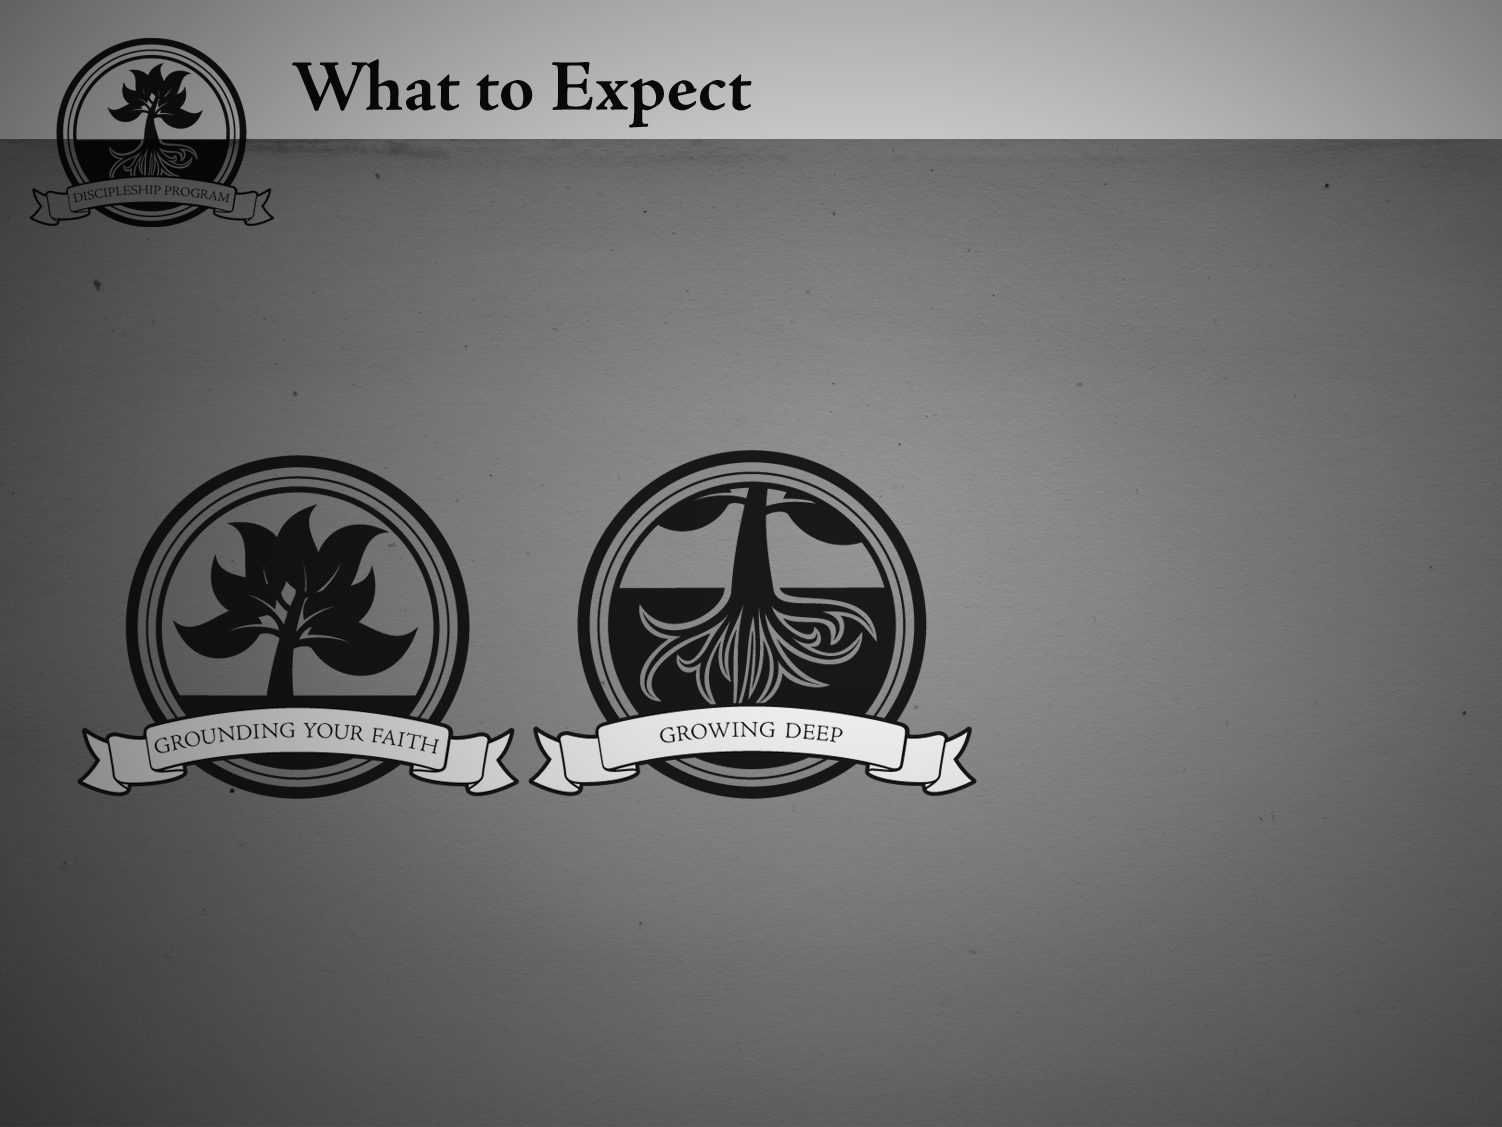 What to Expect
DISCIPLESHIP PROGRAM
GROUNDING YOUR FAITH
GROWING DEEP